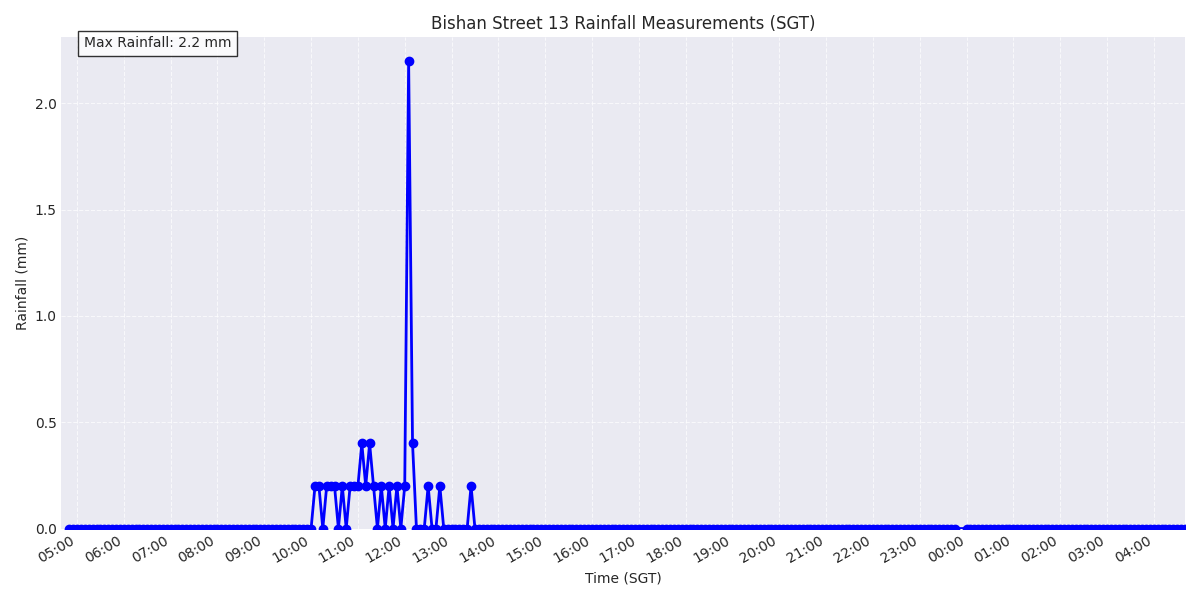 Bishan Street 13 Rainfall Measurements (SGT)
Max Rainfall: 2.2 mm
2.0
1.5
1.0
0.5
0.0
Rainfall (mm)
05:00 06:00 07:00 08:00 09:00 10:00 11:00 12:00 13:00 14:00 15:00 16:00 17:00 18:00 19:00 20:00 21:00 22:00 23:00 00:00 01:00 02:00 03:00 04:00
Time (SGT)